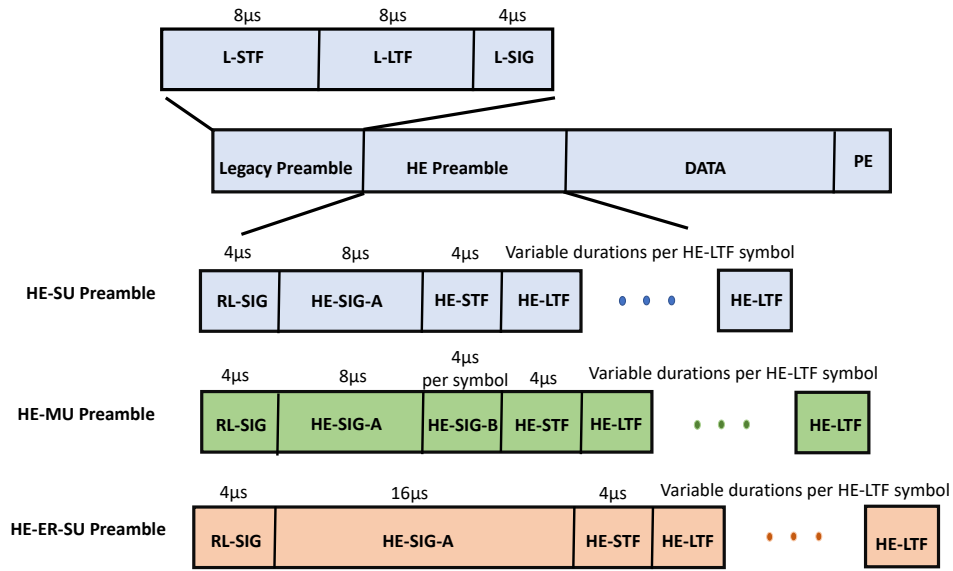 8μs 8μs 4μs
L-STF L-LTF L-SIG
Legacy Preamble HE Preamble DATA PE
4μs 8μs 4μs Variable durations per HE-LTF symbol
HE-SU Preamble RL-SIG HE-SIG-A HE-STF HE-LTF HE-LTF
4μs 8μs 4μs per symbol 4μs Variable durations per HE-LTF symbol
HE-MU Preamble RL-SIG HE-SIG-A HE-SIG-B HE-STF HE-LTF HE-LTF
4μs 16μs 4μs Variable durations per HE-LTF symbol
HE-ER-SU Preamble RL-SIG HE-SIG-A HE-STF HE-LTF HE-LTF